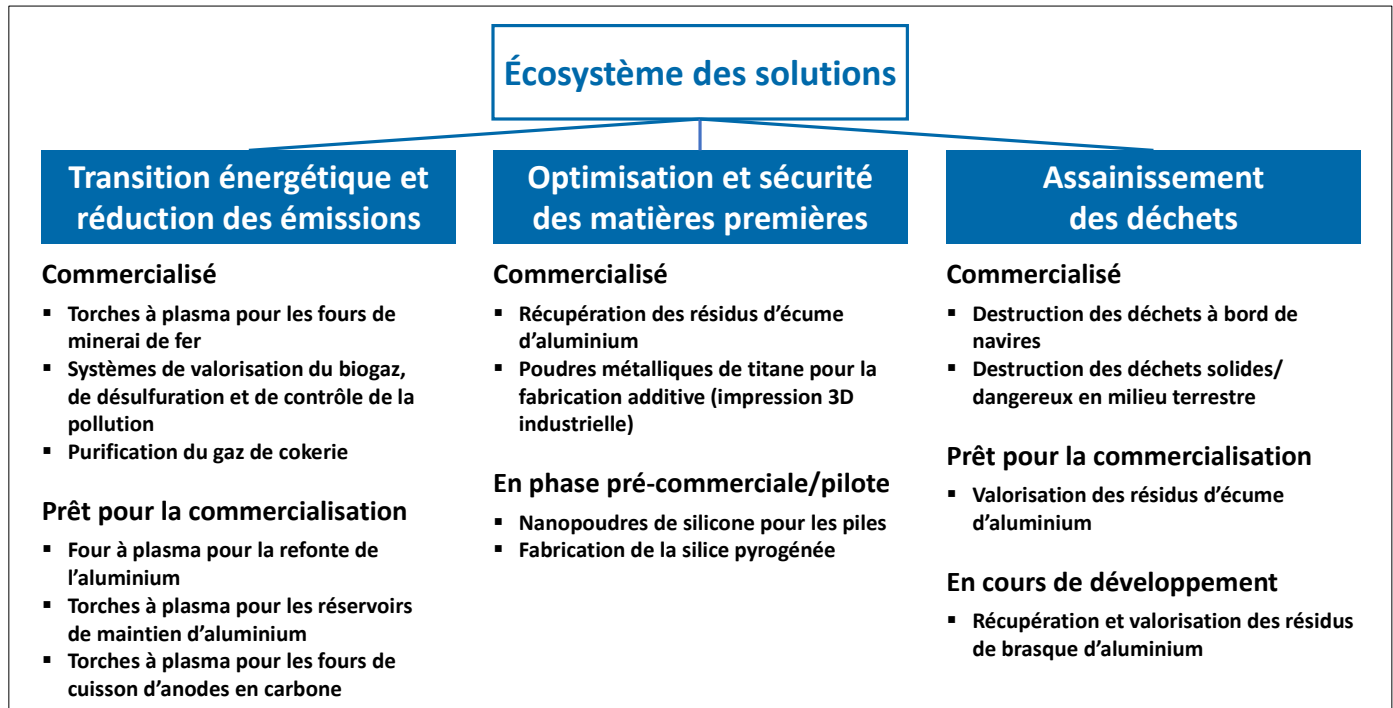 Écosystème des solutions
Transition énergétique et
réduction des émissions
Commercialisé
▪ Torches à plasma pour les fours de
minerai de fer
▪ Systèmes de valorisation du biogaz,
de désulfuration et de contrôle de la
pollution
▪ Purification du gaz de cokerie
Prêt pour la commercialisation
▪ Four à plasma pour la refonte de
l’aluminium
▪ Torches à plasma pour les réservoirs
de maintien d’aluminium
▪ Torches à plasma pour les fours de
cuisson d’anodes en carbone
Optimisation et sécurité
des matières premières
Commercialisé
▪ Récupération des résidus d’écume
d’aluminium
▪ Poudres métalliques de titane pour la
fabrication additive (impression 3D
industrielle)
En phase pré-commerciale/pilote
▪ Nanopoudres de silicone pour les piles
▪ Fabrication de la silice pyrogénée
Assainissement
des déchets
Commercialisé
▪ Destruction des déchets à bord de
navires
▪ Destruction des déchets solides/
dangereux en milieu terrestre
Prêt pour la commercialisation
▪ Valorisation des résidus d’écume
d’aluminium
En cours de développement
▪ Récupération et valorisation des résidus
de brasque d’aluminium